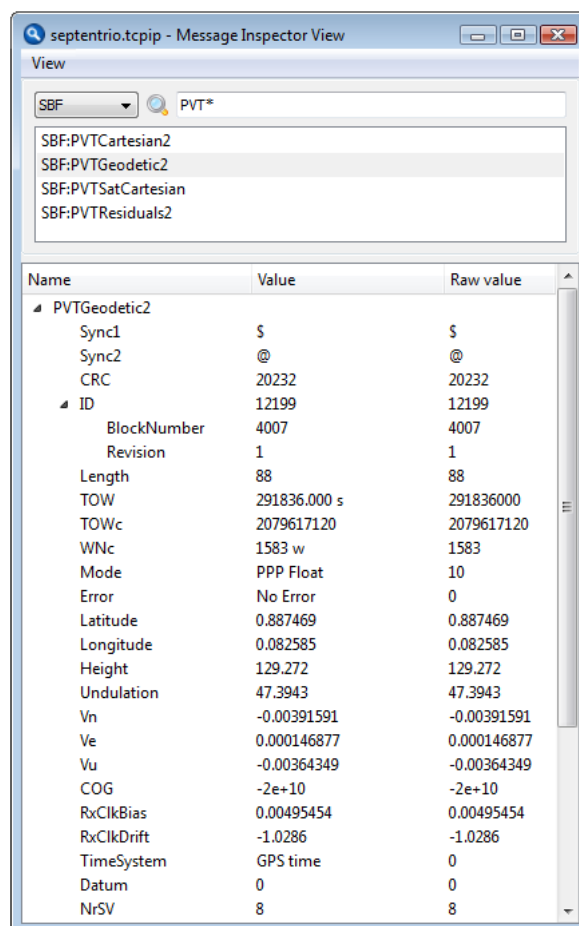 septentrio.tcpip - Message Inspector View
View
SBF PVT*
SBF:PVTCartesian2
SBF:PVTGeodetic2
SBF:PVTSatCartesian
SBF:PVTResiduals2
Name Value Raw value
PVTGeodetic2
Sync1 $ $
Sync2 @ @
CRC 20232 20232
ID 12199 12199
BlockNumber 4007 4007
Revision 1 1
Length 88 88
TOW 291836.000 s 291836000
TOWc 2079617120 2079617120
WNc 1583 w 1583
Mode PPP Float 10
Error No Error 0
Latitude 0.887469 0.887469
Longitude 0.082585 0.082585
Height 129.272 129.272
Undulation 47.3943 47.3943
Vn -0.00391591 -0.00391591
Ve 0.000146877 0.000146877
Vu -0.00364349 -0.00364349
COG -2e+10 -2e+10
RxClkBias 0.00495454 0.00495454
RxClkDrift -1.0286 -1.0286
TimeSystem GPS time 0
Datum 0 0
NrSV 8 8